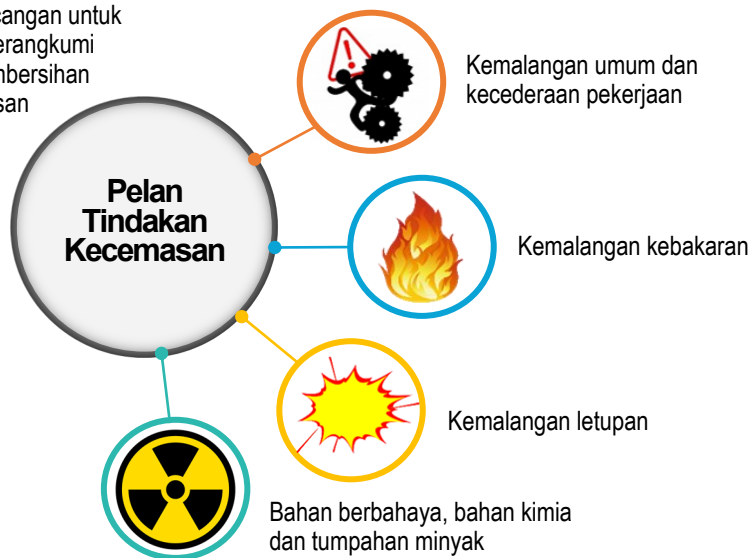 untuk
Kemalangan umum dan
kecederaan pekerjaan
Pelan
Tindakan
Kecemasan
Kemalangan kebakaran
Kemalangan letupan
Bahan berbahaya, bahan kimia
dan tumpahan minyak